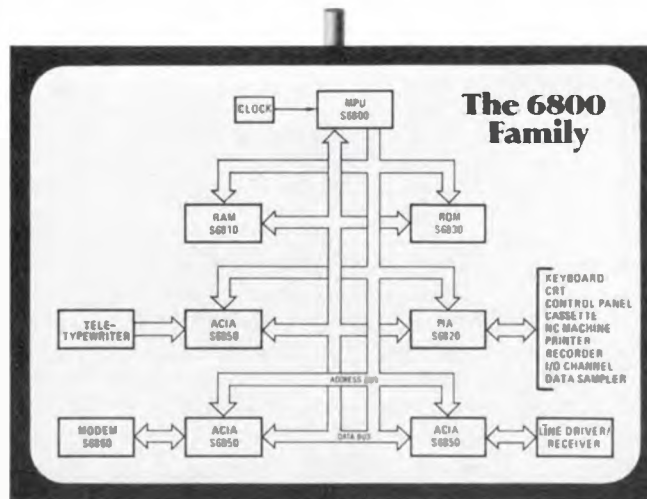 The 6800
Family
CLOCK
MPU
S6800
RAM
S6810
ROM
S6830
TELE-
TYPEWRITER
ACIA
S6850
PIA
S6820
KEYBOARD
CRT
CONTROL PANEL
CASSETTE
NC MACHINE
PRINTER
RECORDER
I/O CHANNEL
DATA SAMPLER
ADDRESS BUS
MODEM
S6860
ACIA
S6850
DATA BUS
ACIA
S6850
LINE DRIVER/
RECEIVER